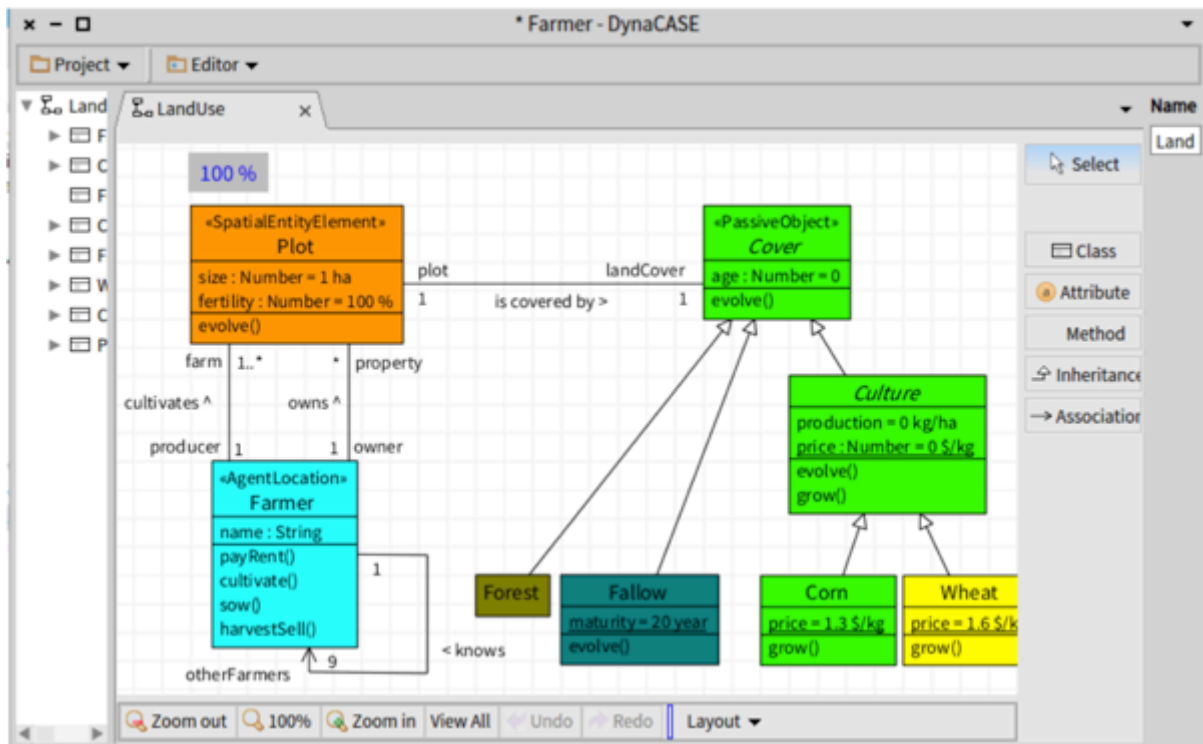 * Farmer - DynaCASE
Project
Editor
Land
F
C
F
C
F
W
C
P
LandUse
Name
Land
100 %
«SpatialEntityElement»
Plot
size : Number = 1 ha
fertility : Number = 100 %
evolve()
plot
1
is covered by >
landCover
1
«PassiveObject»
Cover
age : Number = 0
evolve()
farm
1..*
*
property
cultivates ^
owns ^
producer
1
1
owner
«AgentLocation»
Farmer
name : String
payRent()
cultivate()
sow()
harvestSell()
1
< knows
9
otherFarmers
Culture
production = 0 kg/ha
price : Number = 0 $/kg
evolve()
grow()
Forest
Fallow
maturity = 20 year
evolve()
Corn
price = 1.3 $/kg
grow()
Wheat
price = 1.6 $/k
grow()
Select
Class
a Attribute
Method
Inheritance
Association
Zoom out
100%
Zoom in
View All
Undo
Redo
Layout